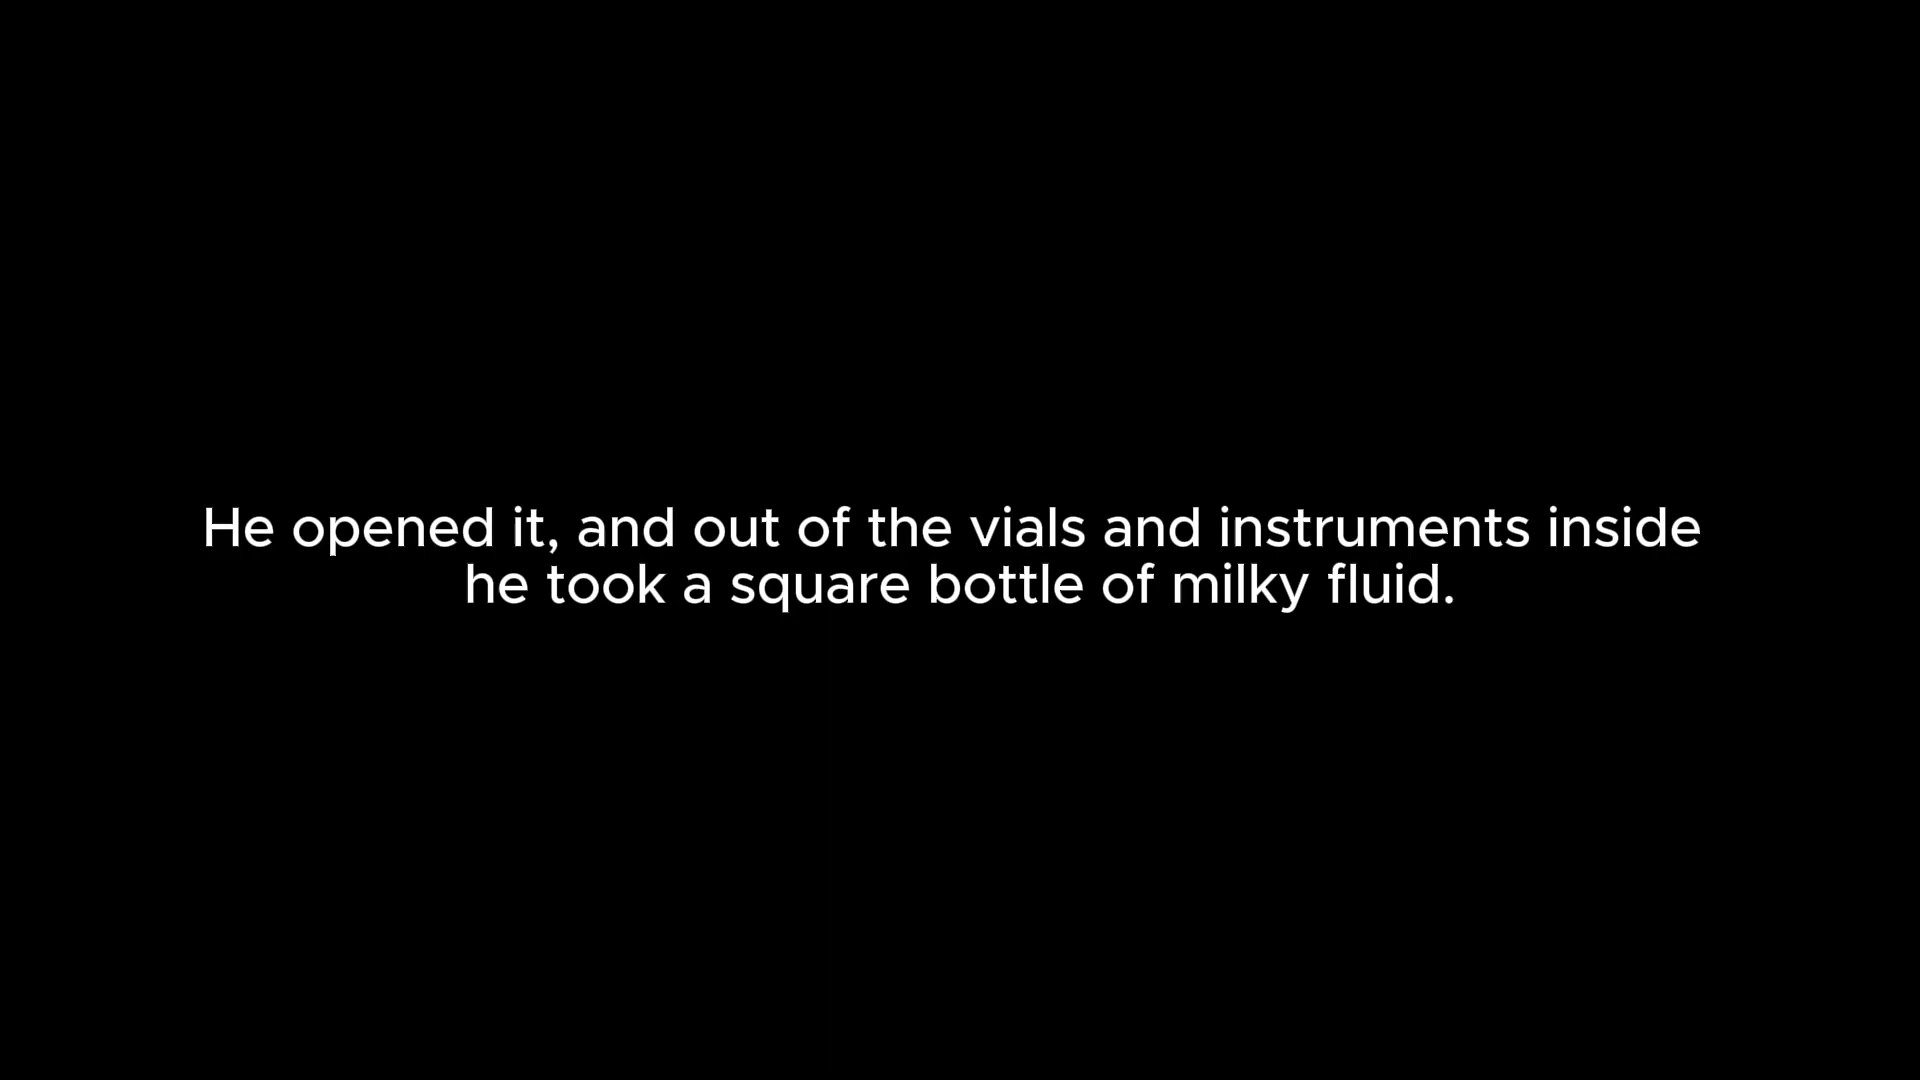 He opened it, and out of the vials and instruments inside
he took a square bottle of milky fluid.